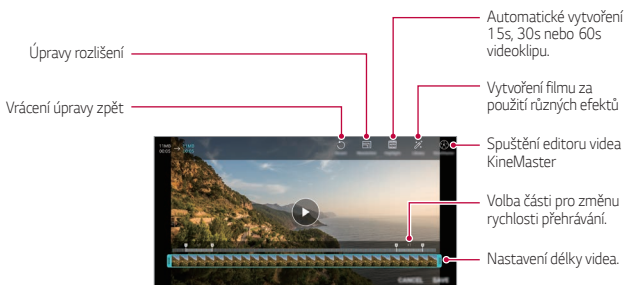 Automatické vytvoření
15s, 30s nebo 60s
videoklipu.
Úpravy rozlišení
Vytvoření filmu za
použití různých efektů
Vrácení úpravy zpět
Spuštění editoru videa
KineMaster
Volba části pro změnu
rychlosti přehrávání.
Nastavení délky videa.
CANCEL SAVE